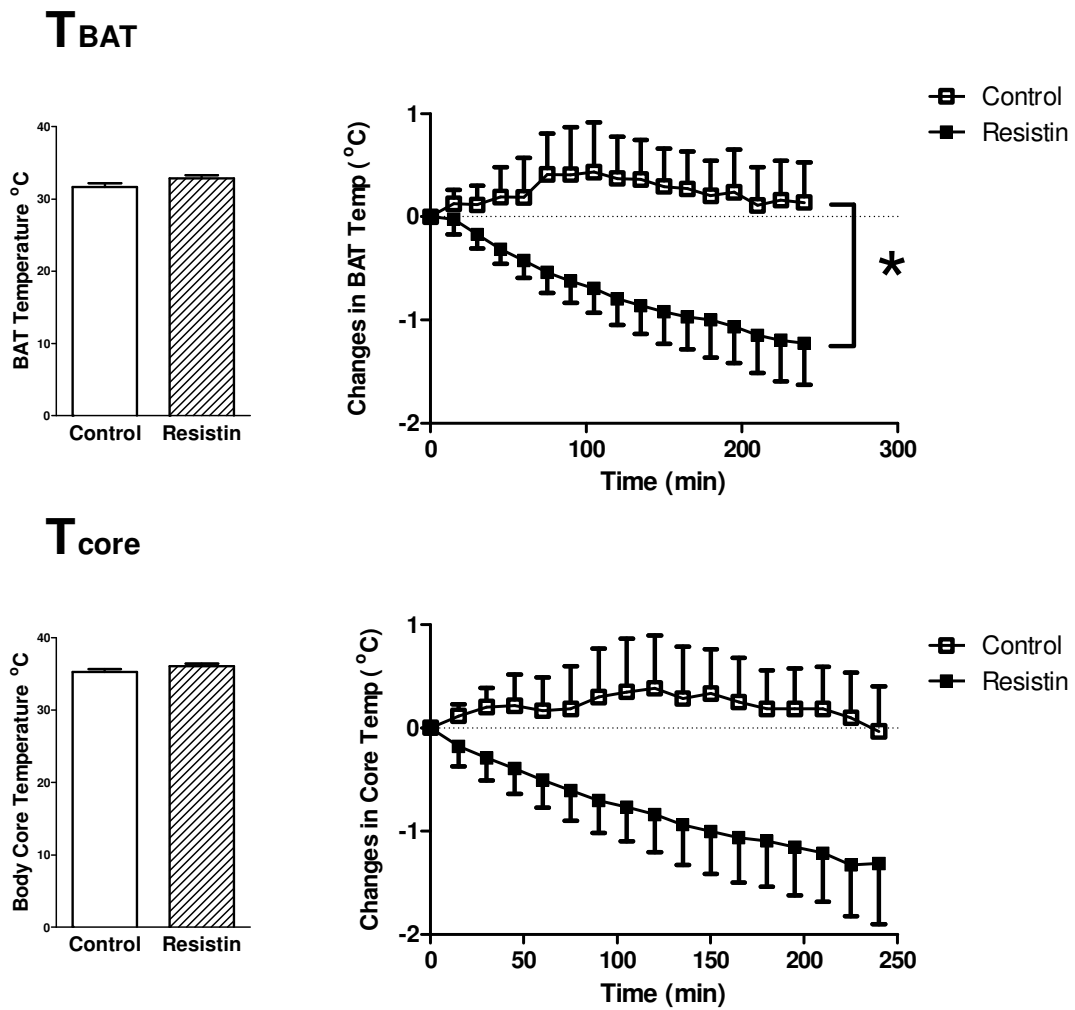 TBAT
BAT Temperature °C
40
30
20
10
0
Control Resistin
Changes in BAT Temp ( °C)
1
0
-1
-2
0 100 200 300
Time (min)
Control
Resistin
*
Tcore
Body Core Temperature °C
40
30
20
10
0
Control Resistin
Changes in Core Temp ( °C)
1
0
-1
-2
0 50 100 150 200 250
Time (min)
Control
Resistin